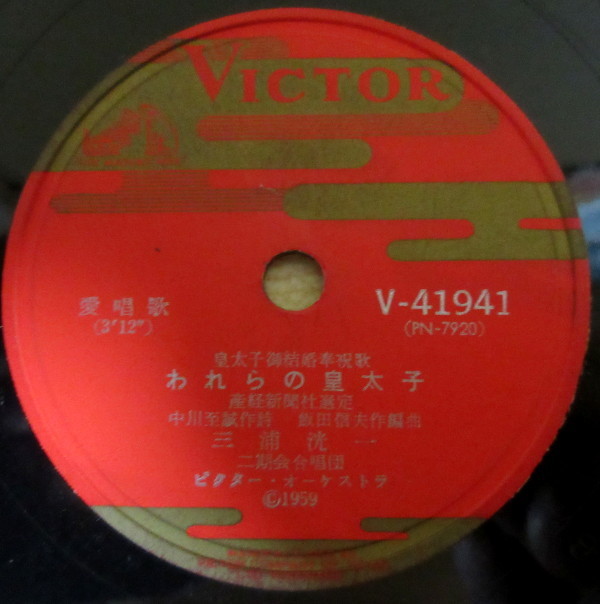 VICTOR
愛唱歌
(3'12")
V-41941
(PN-7920)
皇太子御結婚奉祝歌
われらの皇太子
産経新聞社選定
中川至誠作詩 飯田信夫作編曲
三浦洸一
二期会合唱団
ビクター・オーケストラ
©1959